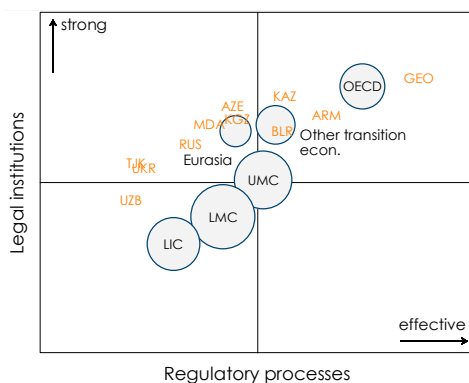 strong
GEO
OECD
KAZ
AZE
ARM
KGZ
MDA
BLR
Other transition
econ.
RUS
Eurasia
TJK
UKR
UMC
UZB
LMC
LIC
effective
Legal institutions
Regulatory processes